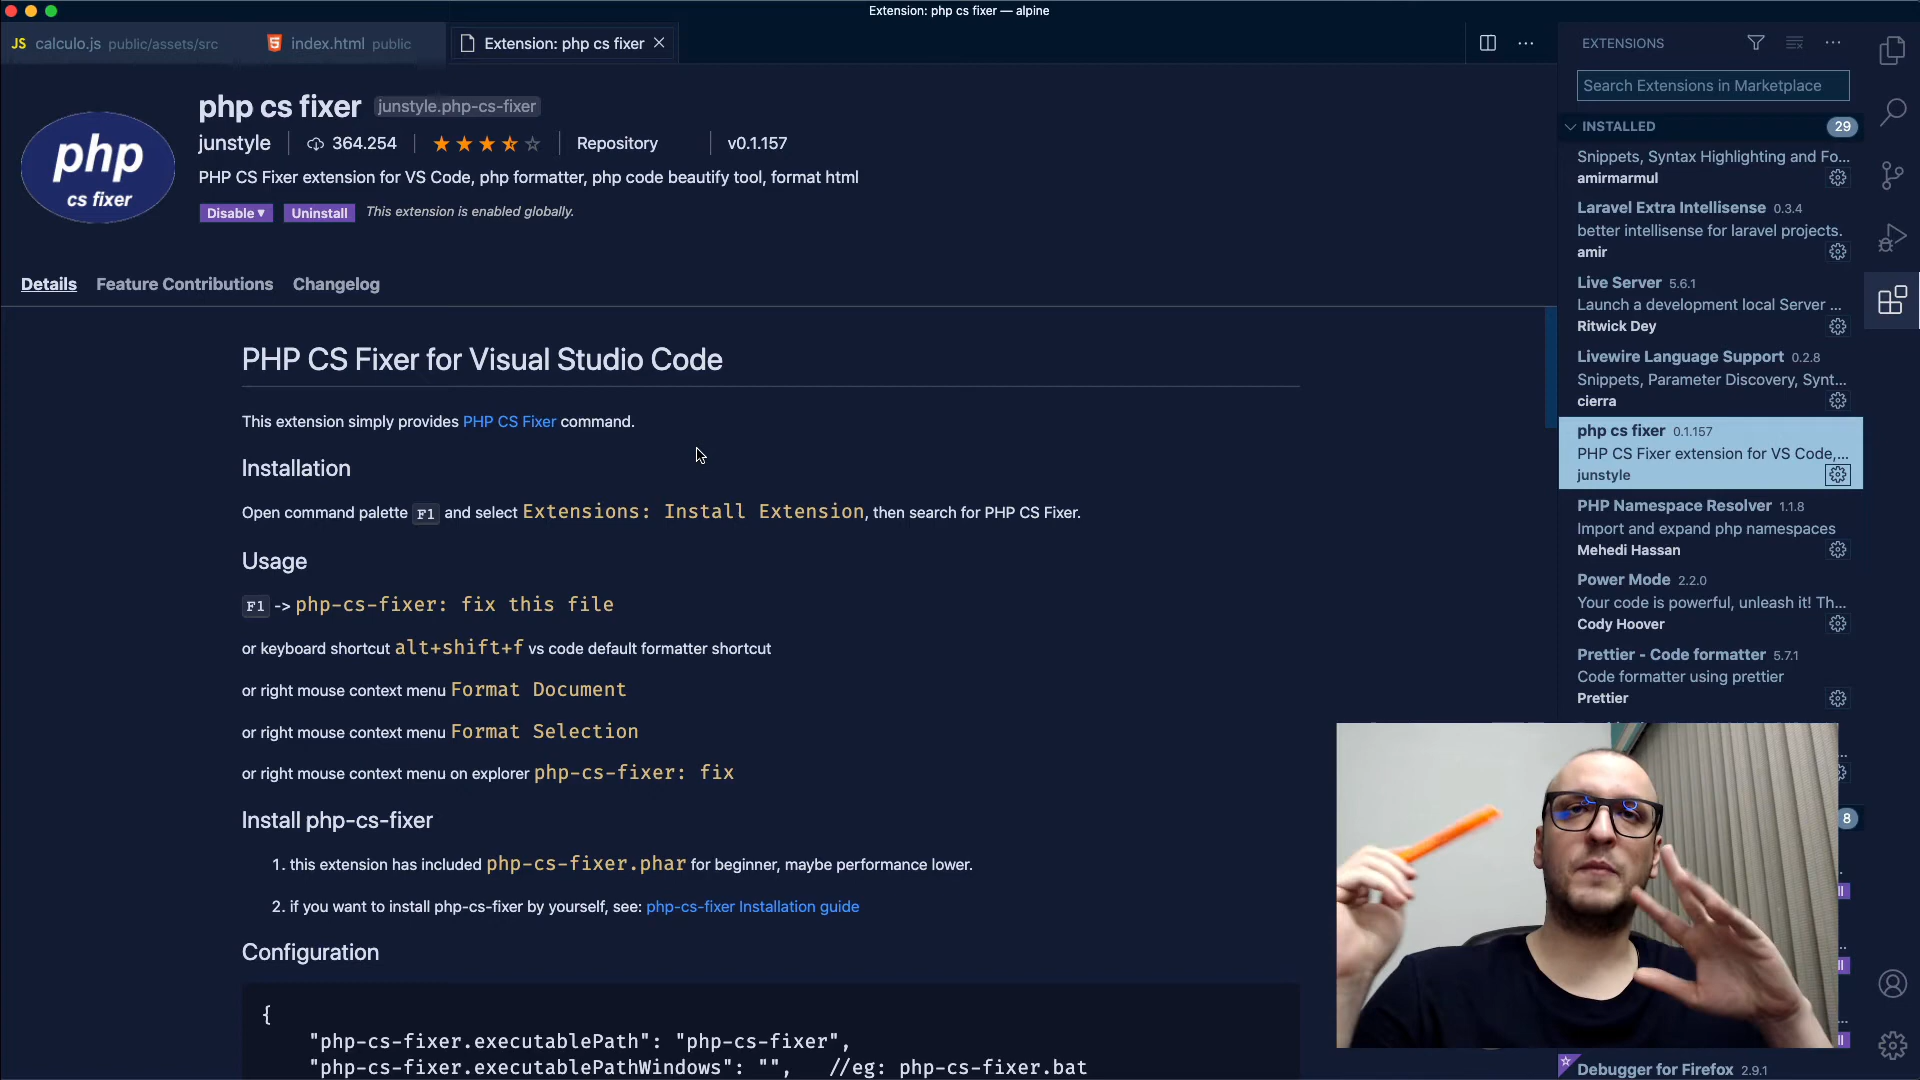 Extension: php cs fixer — alpine
JS calculo.js public/assets/src
index.html public
Extension: php cs fixer
php
cs fixer
php cs fixer junstyle.php-cs-fixer
junstyle 364.254 Repository v0.1.157
PHP CS Fixer extension for VS Code, php formatter, php code beautify tool, format html
Disable Uninstall This extension is enabled globally.
Details Feature Contributions Changelog
PHP CS Fixer for Visual Studio Code
This extension simply provides PHP CS Fixer command.
Installation
Open command palette F1 and select Extensions: Install Extension, then search for PHP CS Fixer.
Usage
F1 -> php-cs-fixer: fix this file
or keyboard shortcut alt+shift+f vs code default formatter shortcut
or right mouse context menu Format Document
or right mouse context menu Format Selection
or right mouse context menu on explorer php-cs-fixer: fix
Install php-cs-fixer
1. this extension has included php-cs-fixer.phar for beginner, maybe performance lower.
2. if you want to install php-cs-fixer by yourself, see: php-cs-fixer Installation guide
Configuration
{
"php-cs-fixer.executablePath": "php-cs-fixer",
"php-cs-fixer.executablePathWindows": "", //eg: php-cs-fixer.bat
EXTENSIONS
Search Extensions in Marketplace
INSTALLED 29
Snippets, Syntax Highlighting and Fo...
amirmarmul
Laravel Extra Intellisense 0.3.4
better intellisense for laravel projects.
amir
Live Server 5.6.1
Launch a development local Server ...
Ritwick Dey
Livewire Language Support 0.2.8
Snippets, Parameter Discovery, Synt...
cierra
php cs fixer 0.1.157
PHP CS Fixer extension for VS Code,...
junstyle
PHP Namespace Resolver 1.1.8
Import and expand php namespaces
Mehedi Hassan
Power Mode 2.2.0
Your code is powerful, unleash it! Th...
Cody Hoover
Prettier - Code formatter 5.7.1
Code formatter using prettier
Prettier
8
Debugger for Firefox 2.9.1